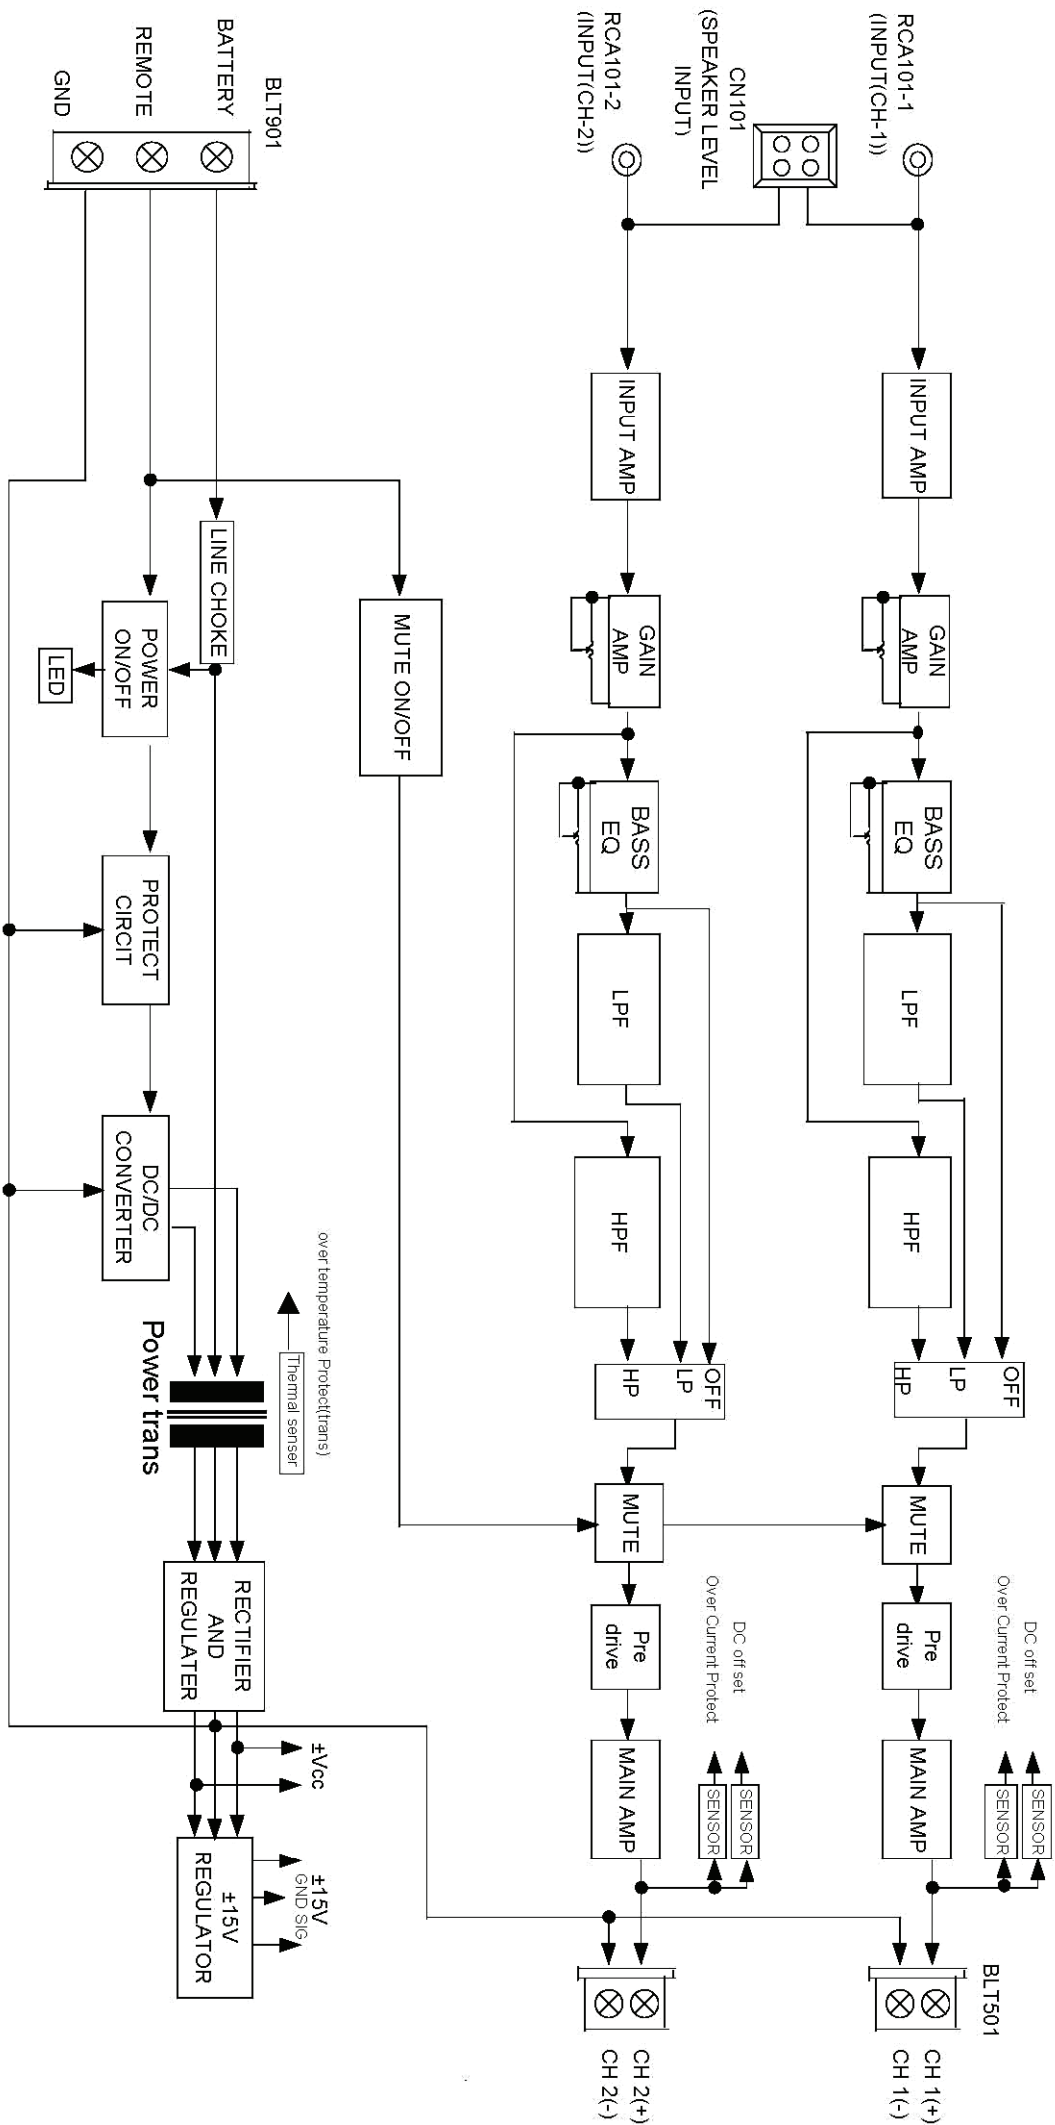 RCA101-1
(INPUT(CH-1))
CN101
(SPEAKER LEVEL
INPUT)
RCA101-2
(INPUT(CH-2))
INPUT AMP
GAIN
AMP
BASS
EQ
LPF
HPF
OFF
LP
HP
MUTE
Pre
drive
MAIN AMP
DC off set
Over Current Protect
SENSOR
SENSOR
BLT501
CH 1(+)
CH 1(-)
INPUT AMP
GAIN
AMP
BASS
EQ
LPF
HPF
OFF
LP
HP
MUTE
Pre
drive
MAIN AMP
DC off set
Over Current Protect
SENSOR
SENSOR
CH 2(+)
CH 2(-)
MUTE ON/OFF
BLT901
BATTERY
REMOTE
GND
LINE CHOKE
POWER
ON/OFF
LED
PROTECT
CIRCIT
DC/DC
CONVERTER
over temperature Protect(trans)
Thermal senser
Power trans
RECTIFIER
AND
REGULATER
±Vcc
±15V
REGULATOR
±15V
GND SIG